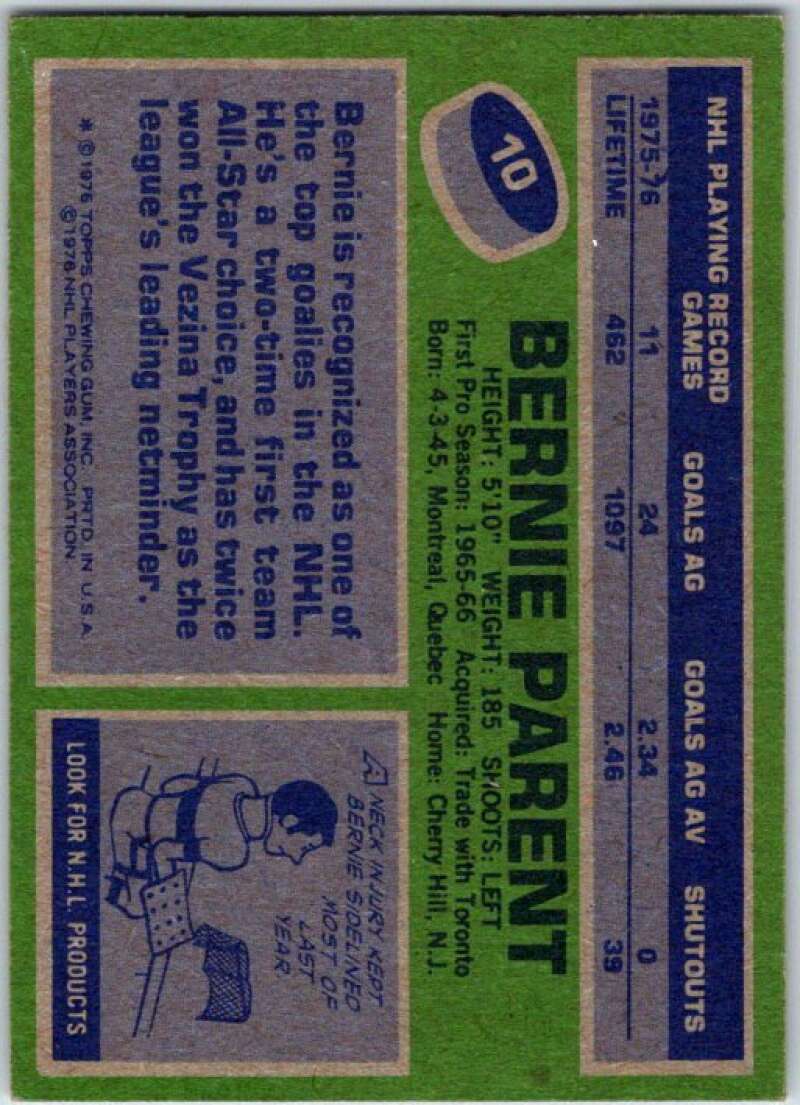 NHL PLAYING RECORD
GAMES GOALS AG GOALS AG AV SHUTOUTS
1975-76 11 24 2.34 0
LIFETIME 462 1097 2.46 39
10
BERNIE PARENT
HEIGHT: 5'10" WEIGHT: 185 SHOOTS: LEFT
First Pro Season: 1965-66 Acquired: Trade with Toronto
Born: 4-3-45, Montreal, Quebec Home: Cherry Hill, N.J.
Bernie is recognized as one of
the top goalies in the NHL.
He's a two-time first team
All-Star choice, and has twice
won the Vezina Trophy as the
league's leading netminder.
* © 1976 TOPPS CHEWING GUM, INC. PRTD. IN U.S.A.
© 1976 NHL PLAYERS ASSOCIATION
A NECK INJURY KEPT
BERNIE SIDELINED
MOST OF
LAST
YEAR
LOOK FOR N.H.L. PRODUCTS